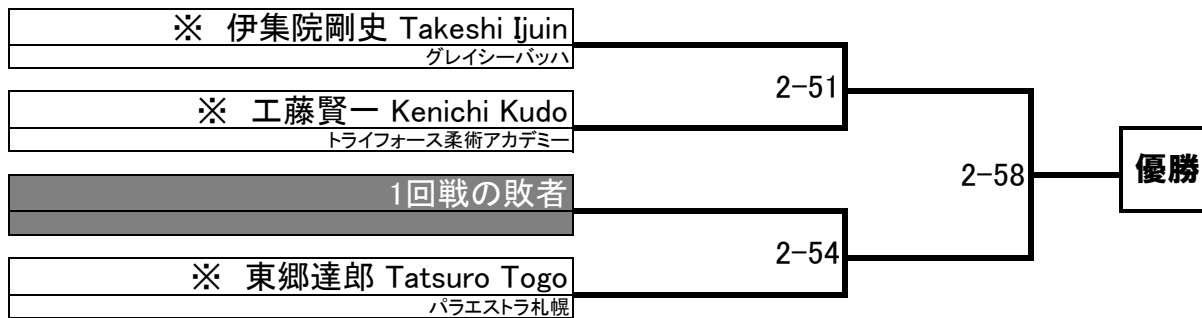 ※ 伊集院剛史 Takeshi Ijuin
グレイシーバッハ
2-51
※ 工藤賢一 Kenichi Kudo
トライフォース柔術アカデミー
2-58
優勝
1回戦の敗者
2-54
※ 東郷達郎 Tatsuro Togo
パラエストラ札幌